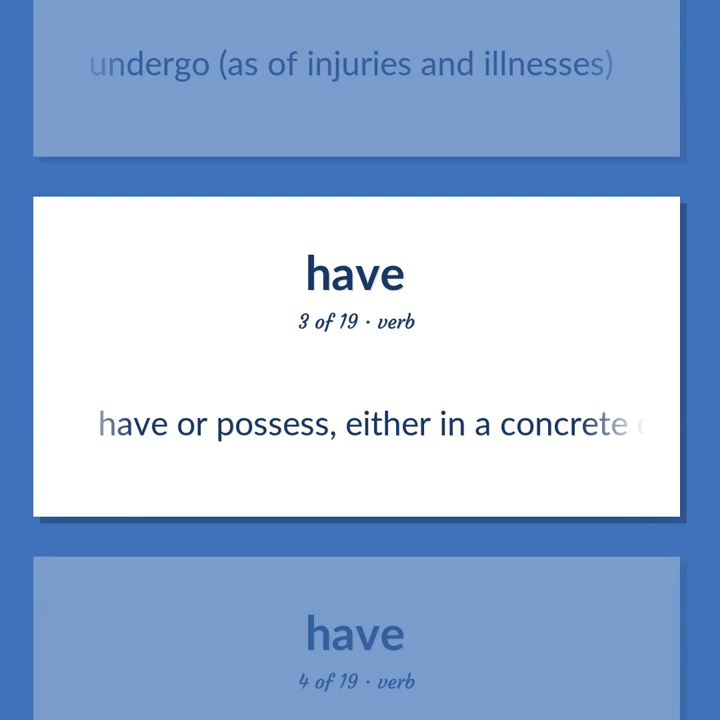 undergo (as of injuries and illnesses)
have
3 of 19 · verb
have or possess, either in a concrete
have
4 of 19 · verb